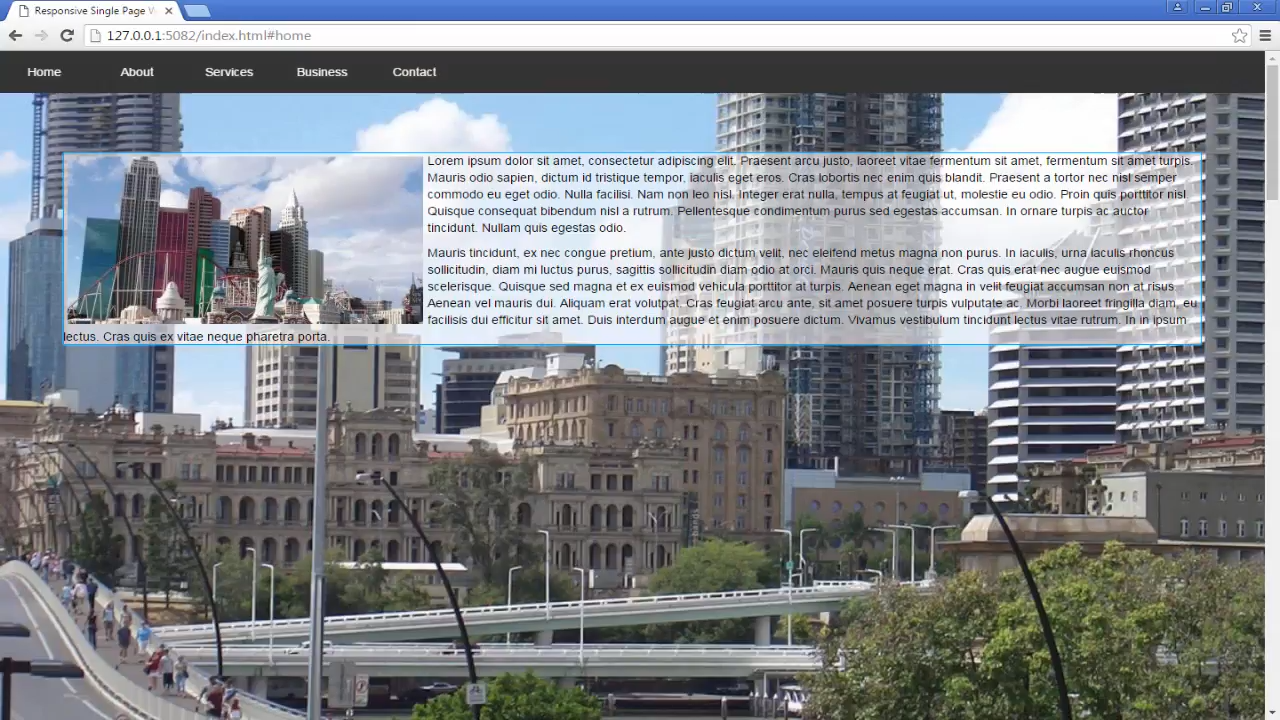 Responsive Single Page
127.0.0.1:5082/index.html#home
Home About Services Business Contact
Lorem ipsum dolor sit amet, consectetur adipiscing elit. Praesent arcu justo, laoreet vitae fermentum sit amet, fermentum sit amet turpis.
Mauris odio sapien, dictum id tristique tempor, iaculis eget eros. Cras lobortis nec enim quis blandit. Praesent a tortor nec nisl semper
commodo eu eget odio. Nulla facilisi. Nam non leo nisl. Integer erat nulla, tempus at feugiat ut, molestie eu odio. Proin quis porttitor nisl.
Quisque consequat bibendum nisl a rutrum. Pellentesque condimentum purus sed egestas accumsan. In ornare turpis ac auctor
tincidunt. Nullam quis egestas odio.
Mauris tincidunt, ex nec congue pretium, ante justo dictum velit, nec eleifend metus magna non purus. In iaculis, urna iaculis rhoncus
sollicitudin, diam mi luctus purus, sagittis sollicitudin diam odio at orci. Mauris quis neque erat. Cras quis erat nec augue euismod
scelerisque. Quisque sed magna et ex euismod vehicula porttitor at turpis. Aenean eget magna in velit feugiat accumsan non at risus.
Aenean vel mauris dui. Aliquam erat volutpat. Cras feugiat arcu ante, sit amet posuere turpis vulputate ac. Morbi laoreet fringilla diam, eu
facilisis dui efficitur sit amet. Duis interdum augue et enim posuere dictum. Vivamus vestibulum tincidunt lectus vitae rutrum. In in ipsum
lectus. Cras quis ex vitae neque pharetra porta.